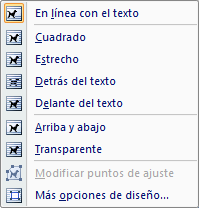 En línea con el texto
Cuadrado
Estrecho
Detrás del texto
Delante del texto
Arriba y abajo
Transparente
Modificar puntos de ajuste
Más opciones de diseño...